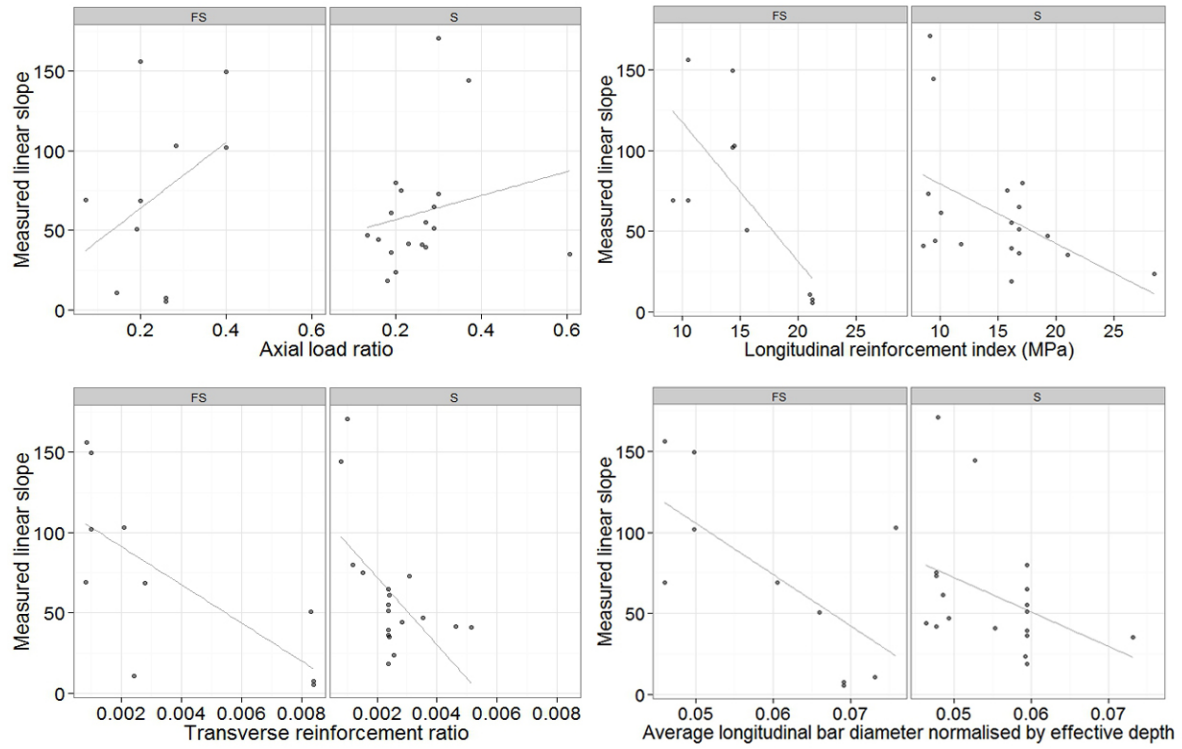 FS S
Measured linear slope
150
100
50
0
0.2 0.4 0.6 0.2 0.4 0.6
Axial load ratio
FS S
Measured linear slope
150
100
50
0
10 15 20 25 10 15 20 25
Longitudinal reinforcement index (MPa)
FS S
Measured linear slope
150
100
50
0
0.002 0.004 0.006 0.008 0.002 0.004 0.006 0.008
Transverse reinforcement ratio
FS S
Measured linear slope
150
100
50
0
0.05 0.06 0.07 0.05 0.06 0.07
Average longitudinal bar diameter normalised by effective depth